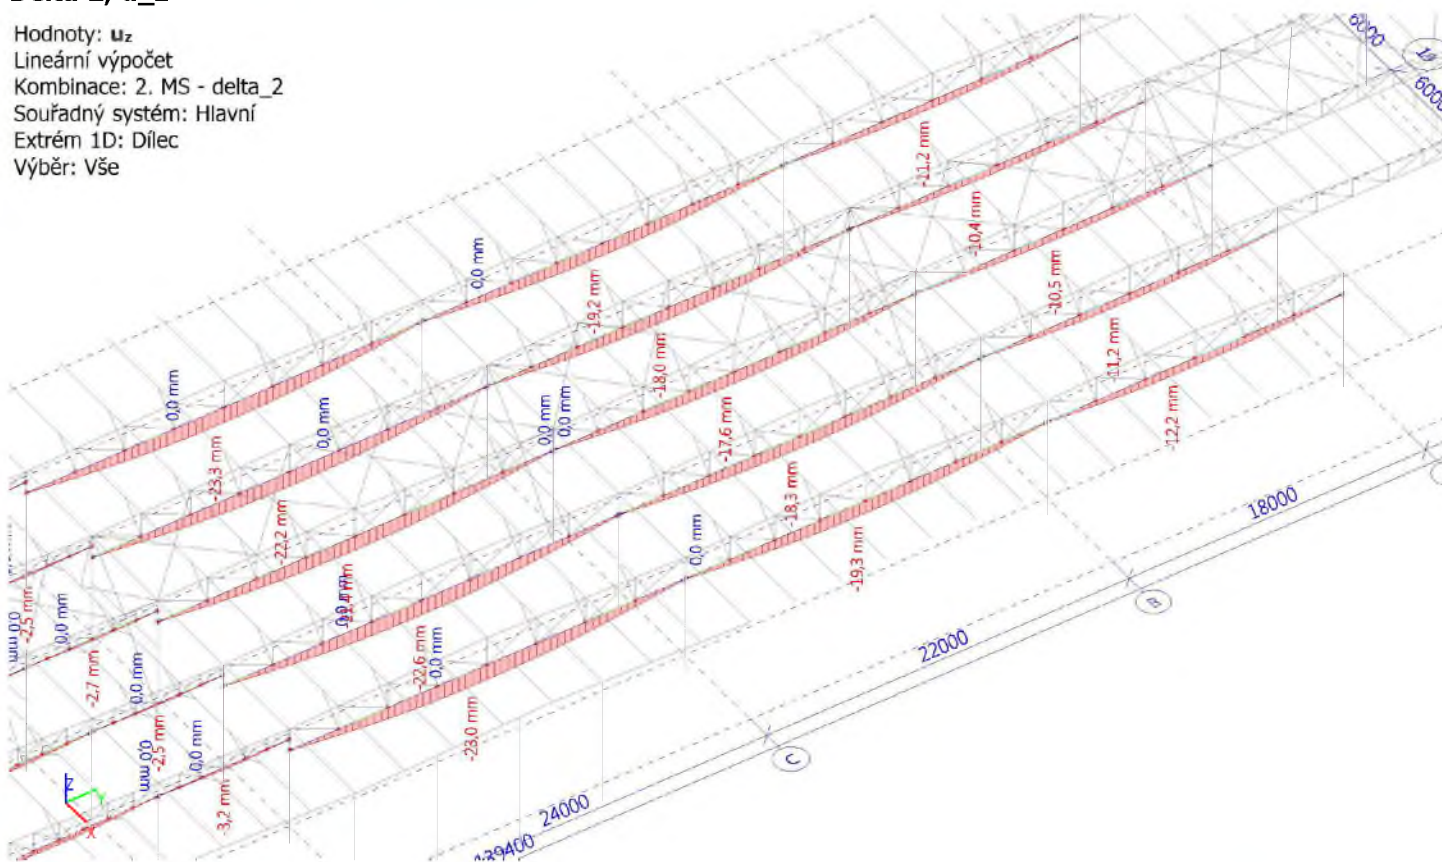 Hodnoty: uz
Lineární výpočet
Kombinace: 2. MS - delta_2
Souřadný systém: Hlavní
Extrém 1D: Dílec
Výběr: Vše
6000
-11,2 mm
-10,4 mm
0,0 mm
-19,2 mm
-10,5 mm
-18,0 mm
11,2 mm
0,0 mm
0,0 mm
0,0 mm
0,0 mm
-17,6 mm
-12,2 mm
-23,3 mm
-18,3 mm
18000
-22,2 mm
-19,3 mm
0,0 mm
B
-2,5 mm
0,0 mm
0,0 mm
22000
-22,6 mm
0,0 mm
-2,7 mm
0,0 mm
-23,0 mm
-2,5 mm
0,0 mm
0,0 mm
C
-3,2 mm
24000
139400
Z
Y
X